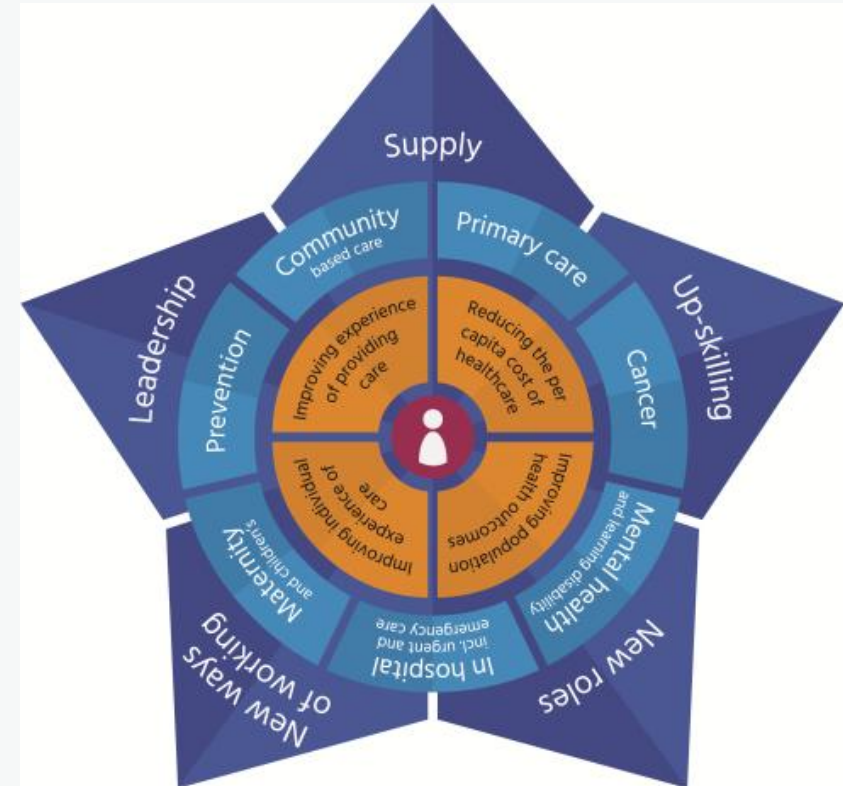 Supply
Up-skilling
New roles
New ways
of working
Leadership
Primary care
Cancer
Mental health
and learning disability
In hospital
incl. urgent and
emergency care
Maternity
and children's
Prevention
Community
based care
Reducing the per
capita cost of
healthcare
Improving population
health outcomes
Improving individual
experience of
care
Improving experience
of providing
care